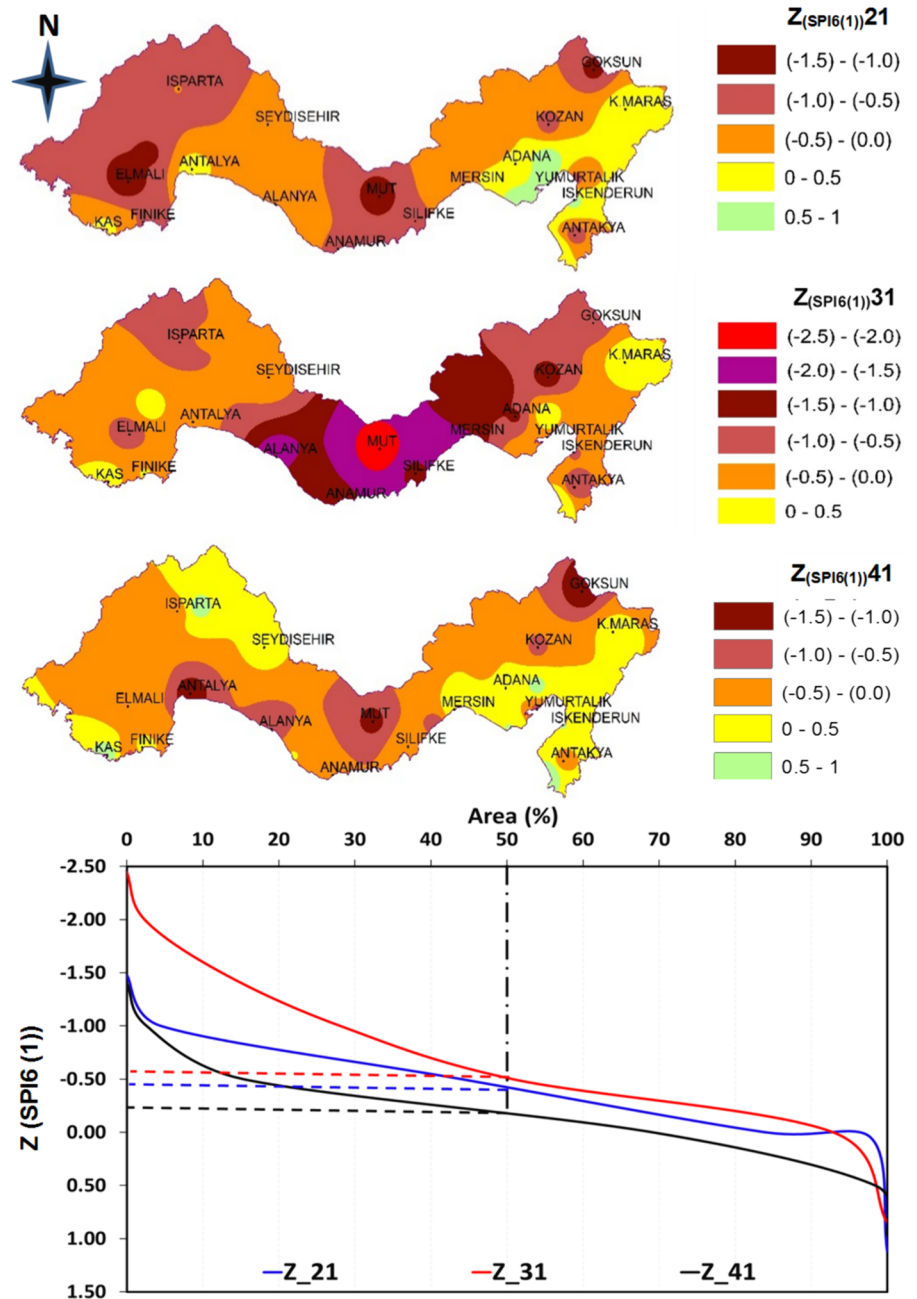 N
Z(SPI6(1))21
ISPARTA
SEYDISEHIR
ELMALI
ANTALYA
KAS
FINIKE
ALANYA
MUT
SILIFKE
ANAMUR
GOKSUN
KOZAN
K.MARAS
ADANA
MERSIN
YUMURTALIK
ISKENDERUN
ANTAKYA
(-1.5) - (-1.0)
(-1.0) - (-0.5)
(-0.5) - (0.0)
0 - 0.5
0.5 - 1
Z(SPI6(1))31
ISPARTA
SEYDISEHIR
ELMALI
ANTALYA
KAS
FINIKE
ALANYA
MUT
SILIFKE
ANAMUR
GOKSUN
KOZAN
K.MARAS
ADANA
MERSIN
YUMURTALIK
ISKENDERUN
ANTAKYA
(-2.5) - (-2.0)
(-2.0) - (-1.5)
(-1.5) - (-1.0)
(-1.0) - (-0.5)
(-0.5) - (0.0)
0 - 0.5
Z(SPI6(1))41
ISPARTA
SEYDISEHIR
ELMALI
ANTALYA
KAS
FINIKE
ALANYA
MUT
SILIFKE
ANAMUR
GOKSUN
KOZAN
K.MARAS
ADANA
MERSIN
YUMURTALIK
ISKENDERUN
ANTAKYA
(-1.5) - (-1.0)
(-1.0) - (-0.5)
(-0.5) - (0.0)
0 - 0.5
0.5 - 1
Area (%)
0 10 20 30 40 50 60 70 80 90 100
-2.50
-2.00
-1.50
-1.00
-0.50
0.00
0.50
1.00
1.50
Z (SPI6 (1))
Z_21 Z_31 Z_41